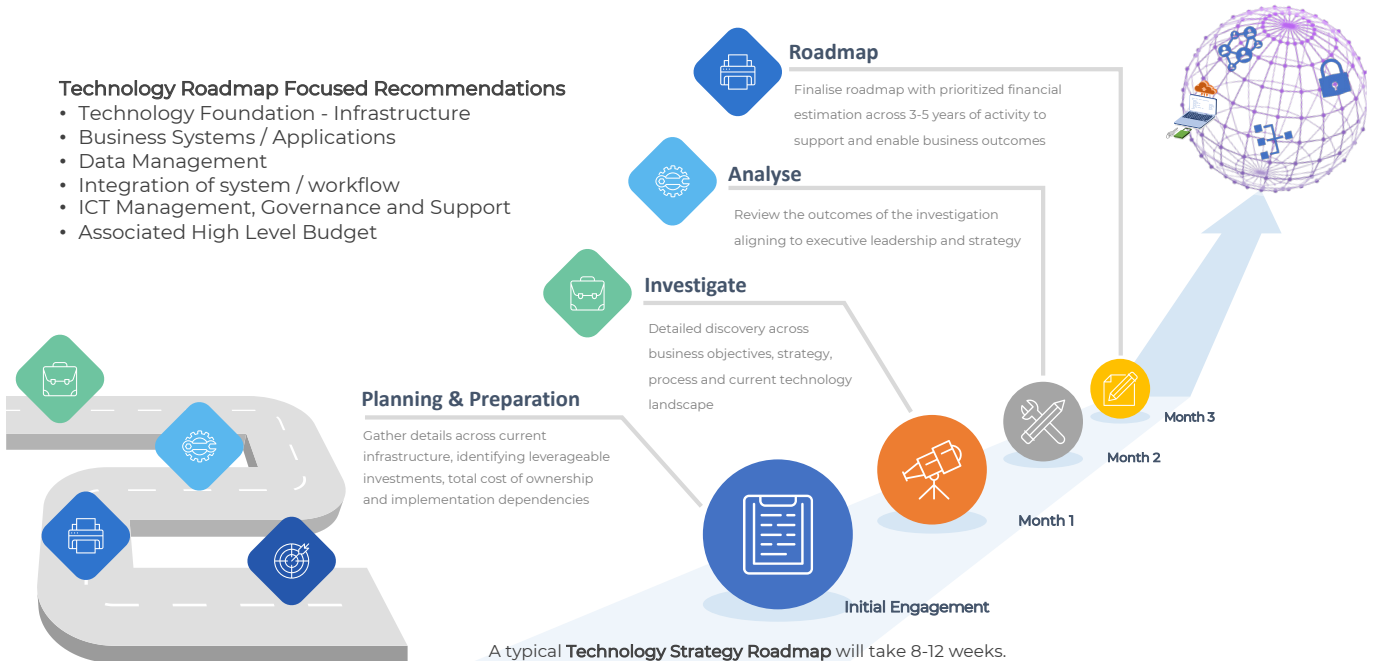 Technology Roadmap Focused Recommendations
• Technology Foundation - Infrastructure
• Business Systems / Applications
• Data Management
• Integration of system / workflow
• ICT Management, Governance and Support
• Associated High Level Budget
Roadmap
Finalise roadmap with prioritized financial
estimation across 3-5 years of activity to
support and enable business outcomes
Analyse
Review the outcomes of the investigation
aligning to executive leadership and strategy
Investigate
Detailed discovery across
business objectives, strategy,
process and current technology
landscape
Planning & Preparation
Gather details across current
infrastructure, identifying leverageable
investments, total cost of ownership
and implementation dependencies
Month 3
Month 2
Month 1
Initial Engagement
A typical Technology Strategy Roadmap will take 8-12 weeks.